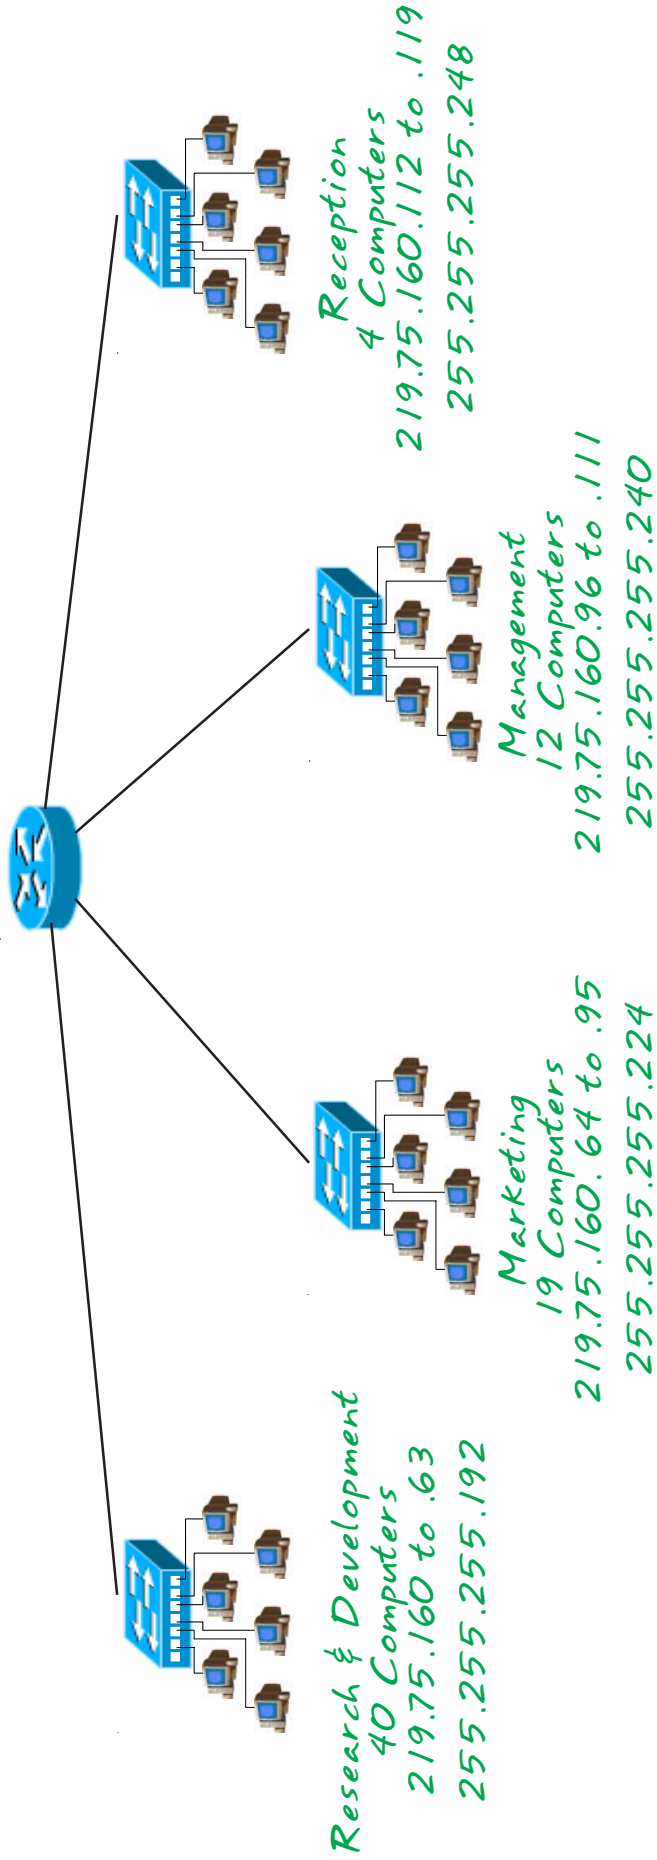 Research & Development
40 Computers
219.75.160 to .63
255.255.255.192
Marketing
19 Computers
219.75.160.64 to .95
255.255.255.224
Management
12 Computers
219.75.160.96 to .111
255.255.255.240
Reception
4 Computers
219.75.160.112 to .119
255.255.255.248